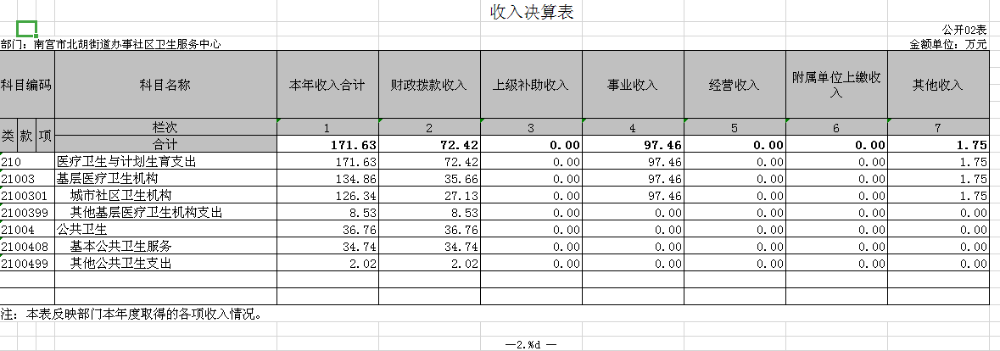 收入决算表
公开02表
部门：南宫市北胡街道办事社区卫生服务中心 金额单位：万元
科目编码 科目名称 本年收入合计 财政拨款收入 上级补助收入 事业收入 经营收入 附属单位上缴收入 其他收入
类 款 项 栏次 1 2 3 4 5 6 7
合计 171.63 72.42 0.00 97.46 0.00 0.00 1.75
210 医疗卫生与计划生育支出 171.63 72.42 0.00 97.46 0.00 0.00 1.75
21003 基层医疗卫生机构 134.86 35.66 0.00 97.46 0.00 0.00 1.75
2100301 城市社区卫生机构 126.34 27.13 0.00 97.46 0.00 0.00 1.75
2100399 其他基层医疗卫生机构支出 8.53 8.53 0.00 0.00 0.00 0.00 0.00
21004 公共卫生 36.76 36.76 0.00 0.00 0.00 0.00 0.00
2100408 基本公共卫生服务 34.74 34.74 0.00 0.00 0.00 0.00 0.00
2100499 其他公共卫生支出 2.02 2.02 0.00 0.00 0.00 0.00 0.00
注：本表反映部门本年度取得的各项收入情况。
—2.%d —